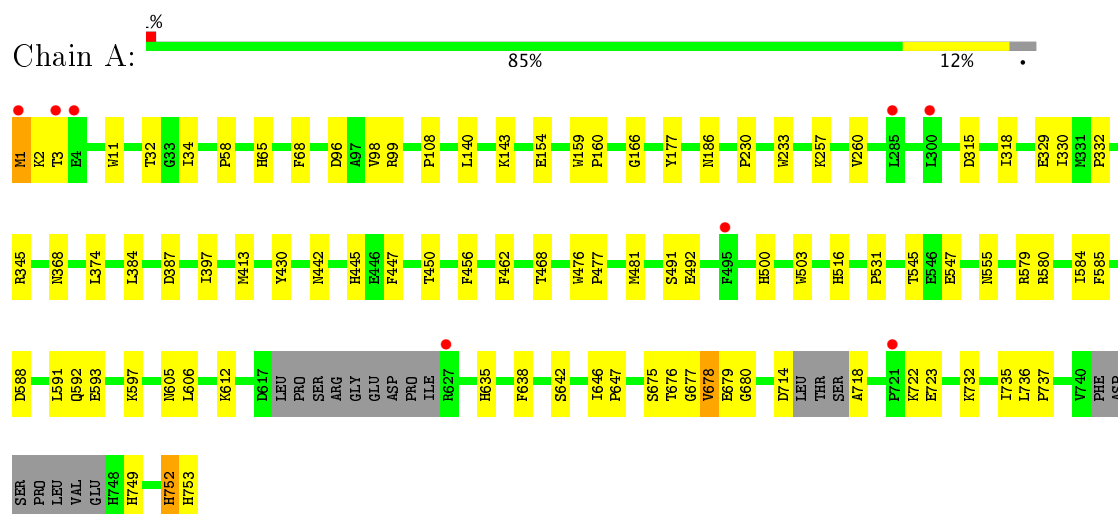 .%
Chain A:
85% 12% .
M1 K2 T3 E4 W11 T32 G33 I34 P58 H65 F68 D96 A97 V98 R99 P108 L140 K143 E154 W159 P160 G166 Y177 N186 P230 W233 K257 V260 L285 L300 D315 I318 E329 I330 M331 P332
R345 N368 L374 L384 D387 I397 M413 Y430 N442 H445 E446 F447 T450 F456 F462 T468 W476 P477 M481 S491 E492 F495 H500 W503 H516 P531 T545 E546 E547 N555 R579 R580 I584 F585
D588 L591 Q592 E593 K597 N605 L606 K612 D617 LEU PRO SER ARG GLY GLU ASP PRO ILE R627 H635 F638 S642 I646 P647 S675 T676 G677 V678 E679 G680 D714 LEU THR SER A718 P721 K722 E723 K732 I735 L736 P737 V740 PHE ASP
SER PRO LEU VAL GLU H748 H749 H752 H753